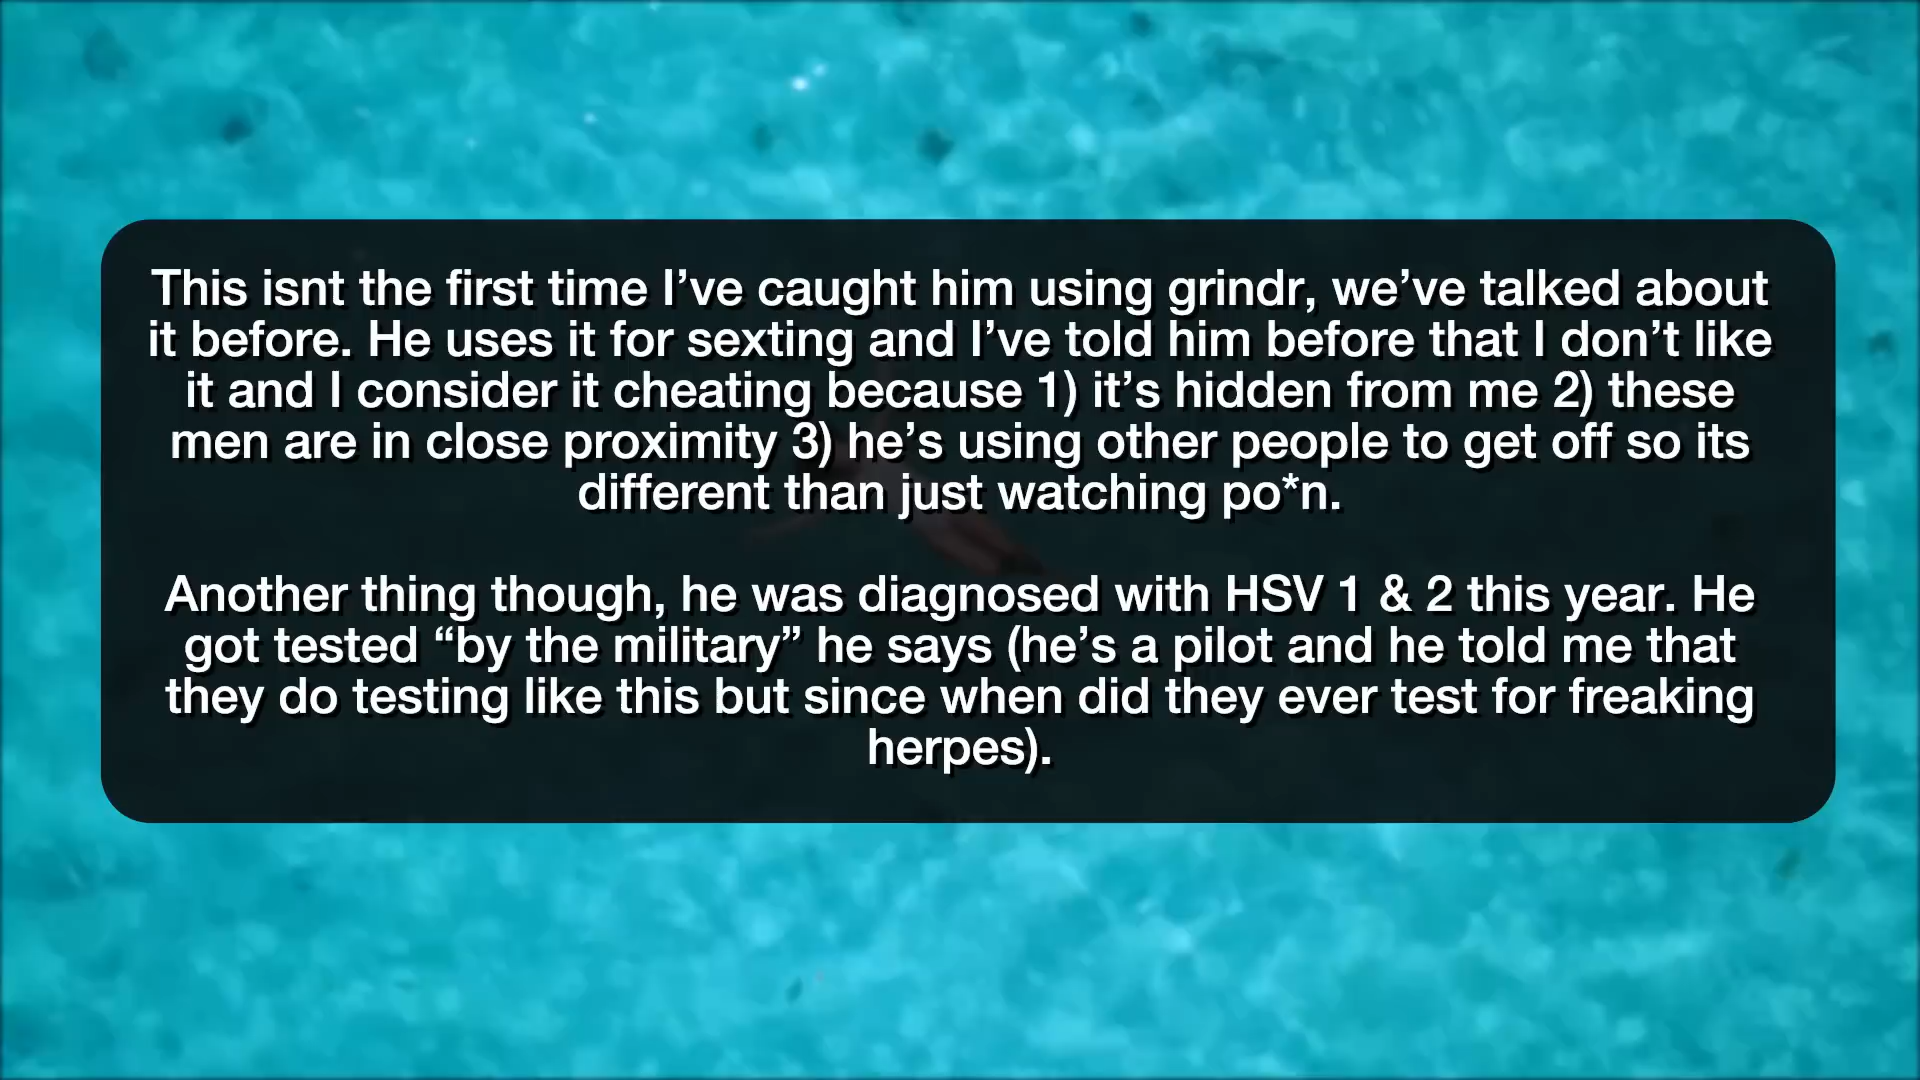 This isnt the first time I’ve caught him using grindr, we’ve talked about
it before. He uses it for sexting and I’ve told him before that I don’t like
it and I consider it cheating because 1) it’s hidden from me 2) these
men are in close proximity 3) he’s using other people to get off so its
different than just watching po*n.
Another thing though, he was diagnosed with HSV 1 & 2 this year. He
got tested “by the military” he says (he’s a pilot and he told me that
they do testing like this but since when did they ever test for freaking
herpes).